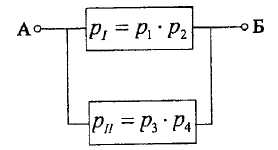 А p_I = p_1 · p_2 Б
p_II = p_3 · p_4